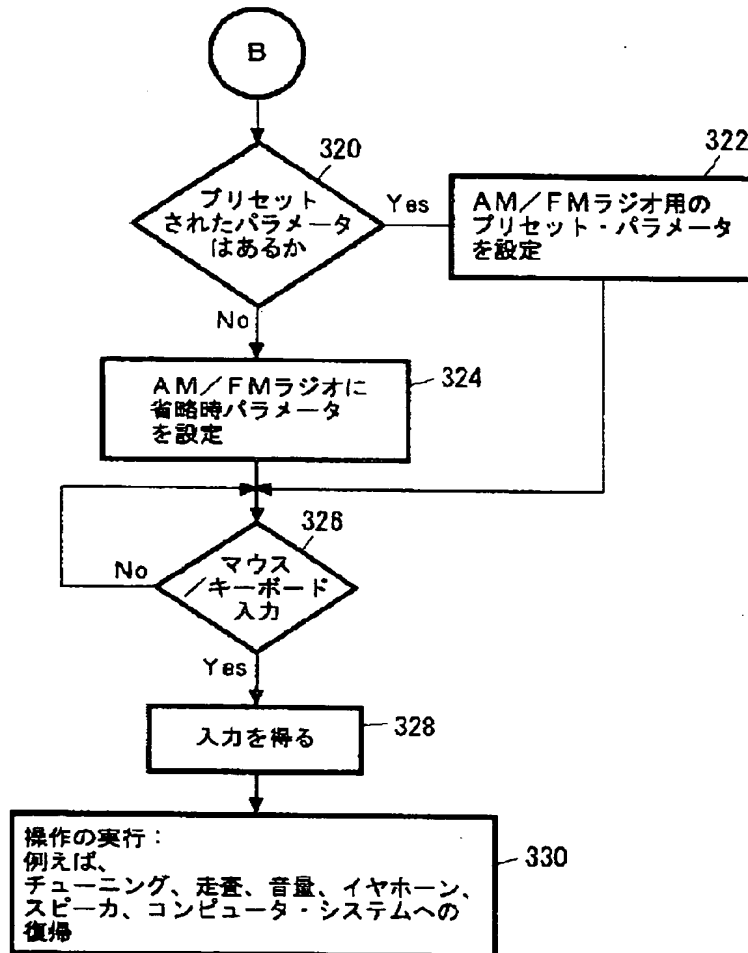 B
320
プリセット
されたパラメータ
はあるか
Yes
322
AM／FMラジオ用の
プリセット・パラメータ
を設定
No
AM／FMラジオに
省略時パラメータ
を設定
324
326
マウス
／キーボード
入力
No
Yes
入力を得る
328
操作の実行：
例えば、
チューニング、走査、音量、イヤホーン、
スピーカ、コンピュータ・システムへの
復帰
330